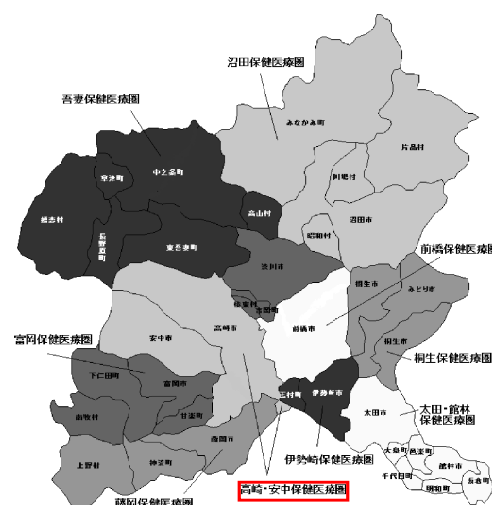 沼田保健医療圏
吾妻保健医療圏
みなかみ町
片品村
中之条町
草津町
川場村
嬬恋村
高山村
沼田市
長野原町
東吾妻町
昭和村
前橋保健医療圏
渋川市
桐生市
みどり市
榛東村
吉岡町
高崎市
前橋市
安中市
桐生市
富岡保健医療圏
桐生保健医療圏
下仁田町
富岡市
玉村町
伊勢崎市
太田市
太田・館林
保健医療圏
甘楽町
南牧村
藤岡市
大泉町
邑楽町
伊勢崎保健医療圏
上野村
神流町
館林市
千代田町
板倉町
明和町
高崎・安中保健医療圏
藤岡保健医療圏